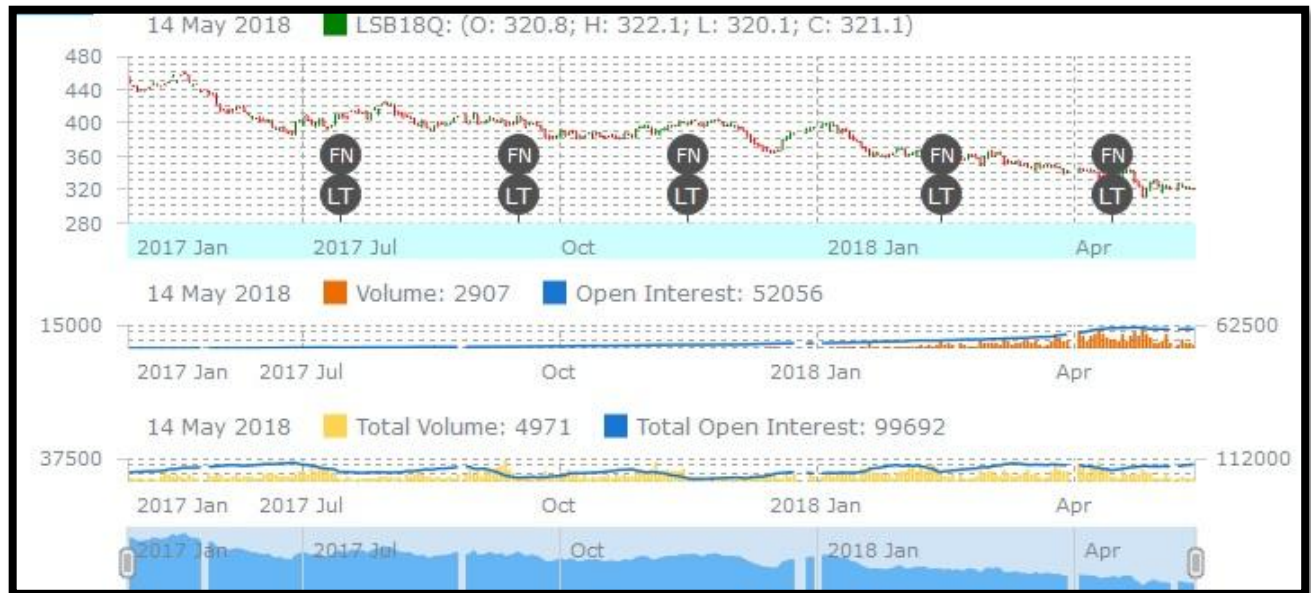 14 May 2018 LSB18Q: (O: 320.8; H: 322.1; L: 320.1; C: 321.1)
480
440
400
360
320
280
FN FN FN FN FN
LT LT LT LT LT
2017 Jan 2017 Jul Oct 2018 Jan Apr
14 May 2018 Volume: 2907 Open Interest: 52056
15000 62500
2017 Jan 2017 Jul Oct 2018 Jan Apr
14 May 2018 Total Volume: 4971 Total Open Interest: 99692
37500 112000
2017 Jan 2017 Jul Oct 2018 Jan Apr
2017 Jan 2017 Jul Oct 2018 Jan Apr